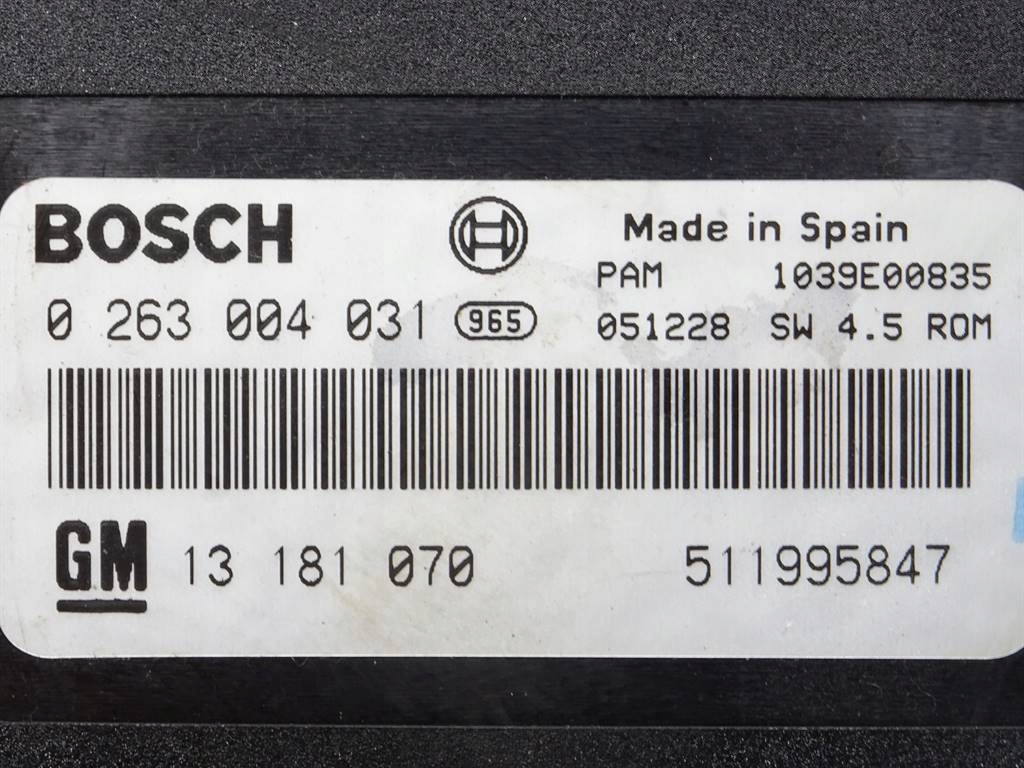 BOSCH
Made in Spain
PAM 1039E00835
0 263 004 031 965 051228 SW 4.5 ROM
GM 13 181 070 511995847